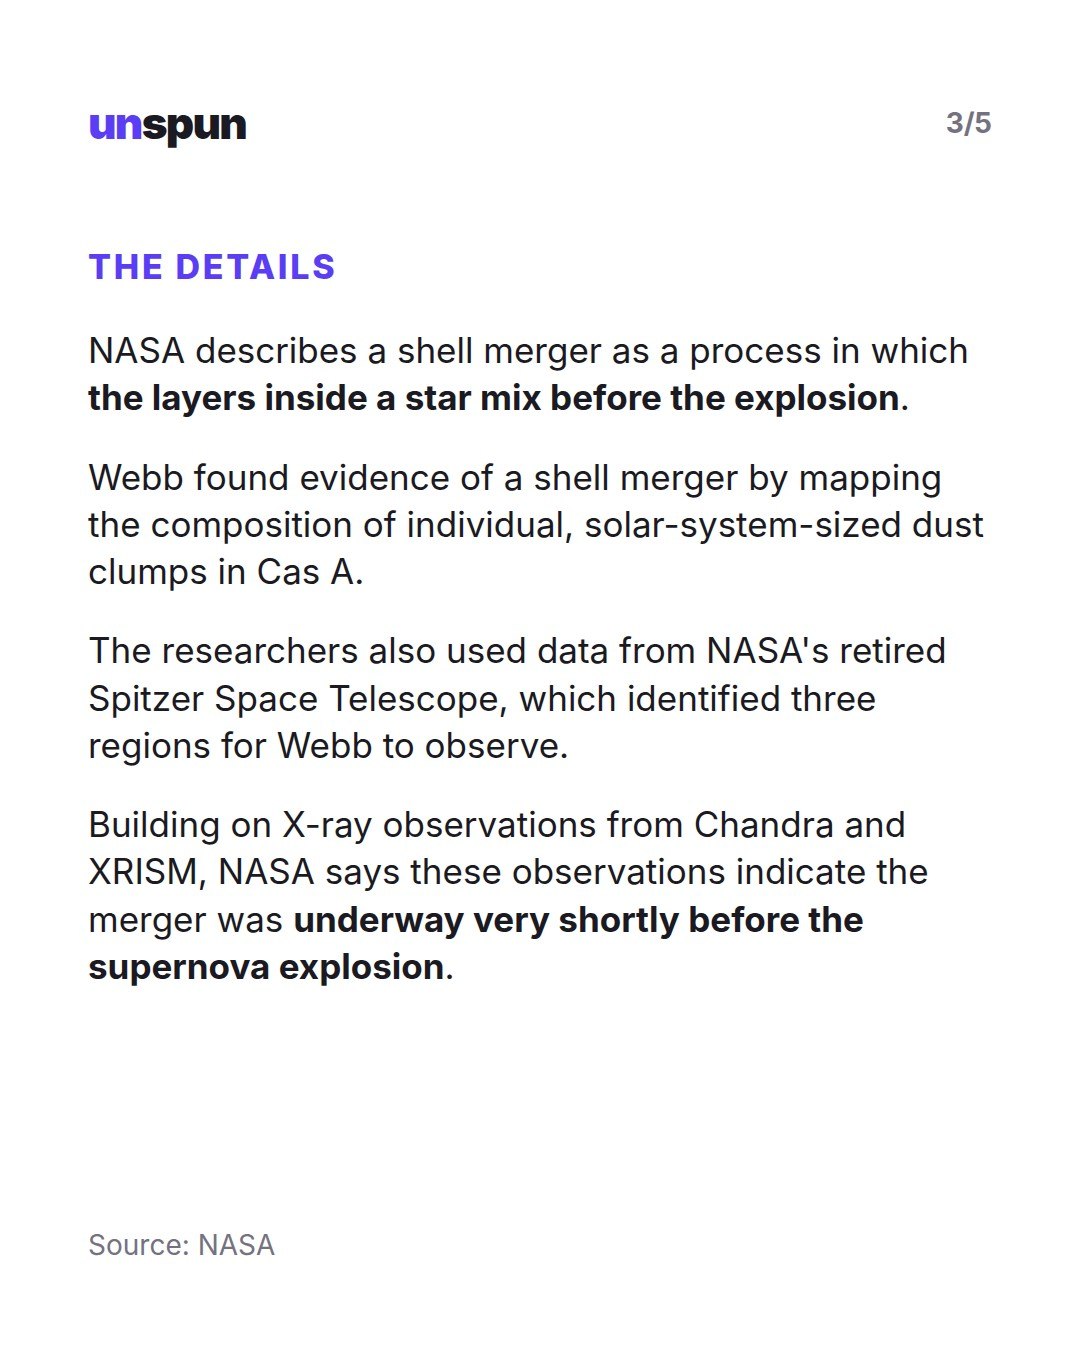 unspun
3/5
THE DETAILS
NASA describes a shell merger as a process in which
the layers inside a star mix before the explosion.
Webb found evidence of a shell merger by mapping
the composition of individual, solar-system-sized dust
clumps in Cas A.
The researchers also used data from NASA's retired
Spitzer Space Telescope, which identified three
regions for Webb to observe.
Building on X-ray observations from Chandra and
XRISM, NASA says these observations indicate the
merger was underway very shortly before the
supernova explosion.
Source: NASA